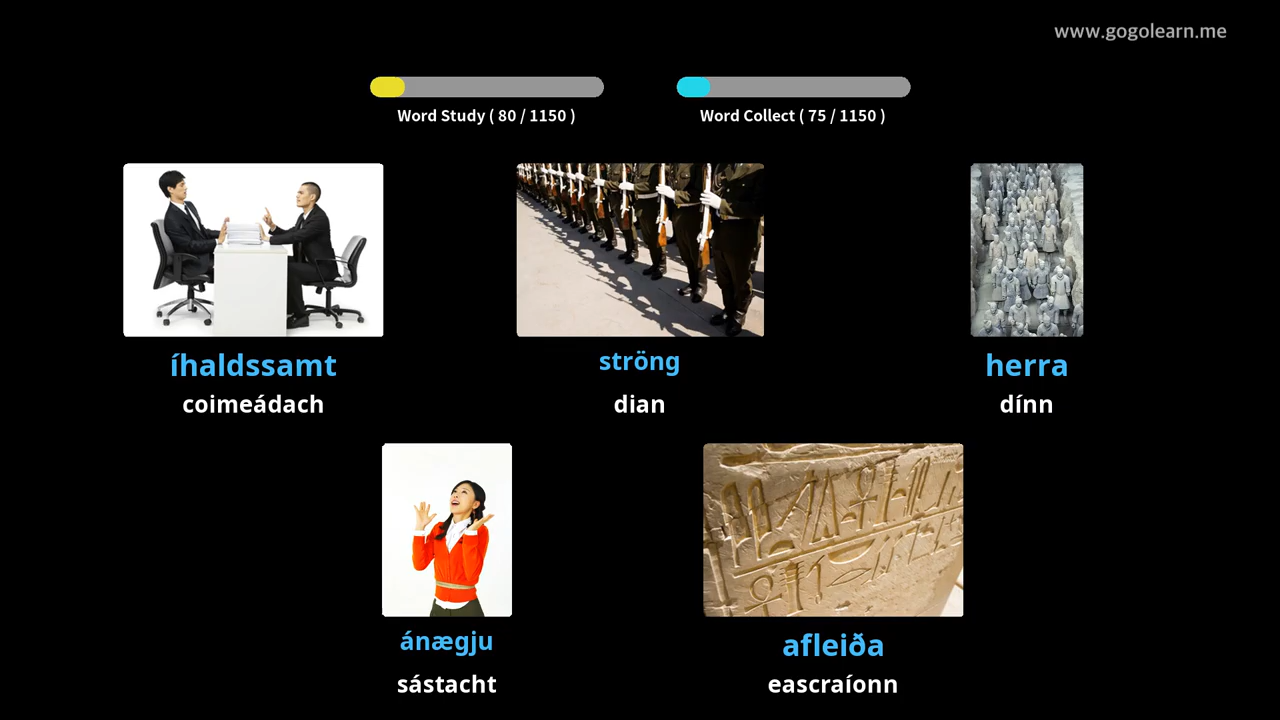 www.gogolearn.me
Word Study ( 80 / 1150 )
Word Collect ( 75 / 1150 )
íhaldssamt
coimeádach
ströng
dian
herra
dínn
ánægju
sástacht
afleiða
eascraíonn